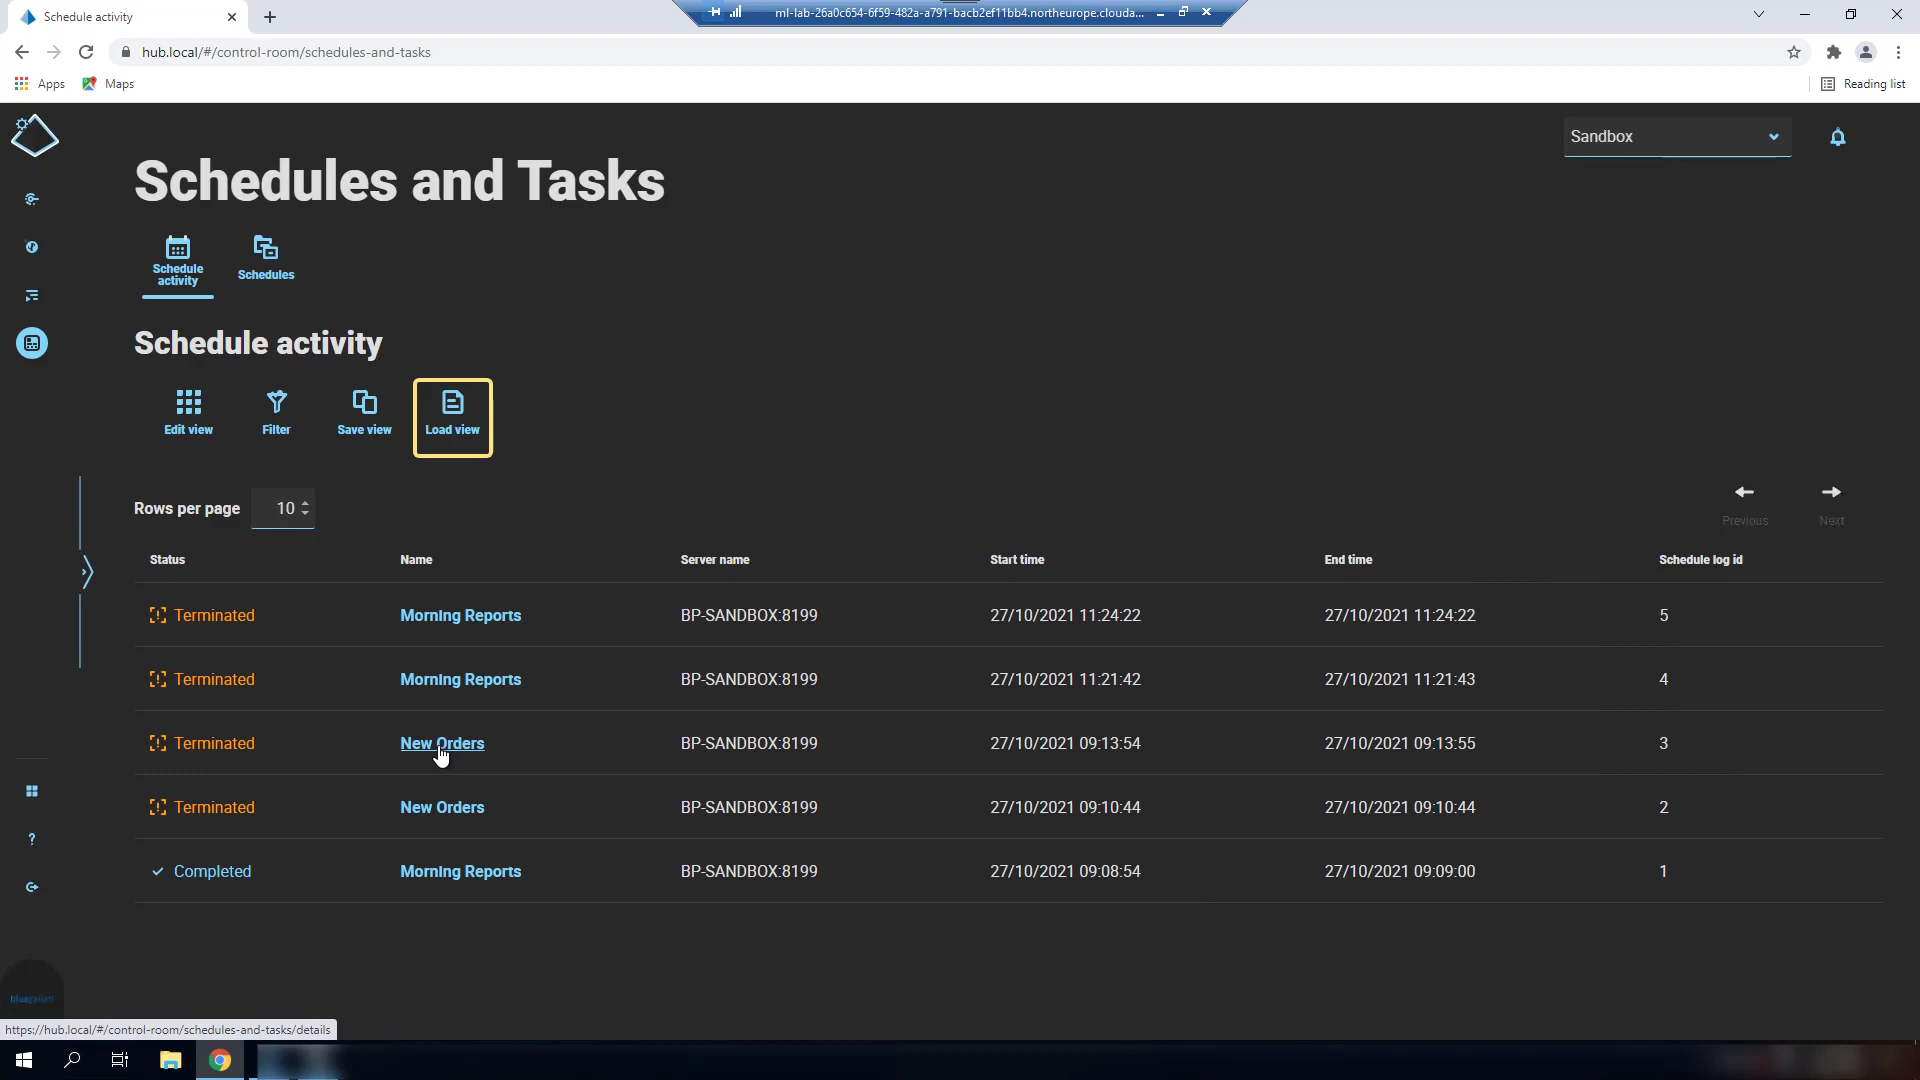 Schedule activity
ml-lab-26a0c654-6f59-482a-a791-bacb2ef11bb4.northeurope.clouda...
hub.local/#/control-room/schedules-and-tasks
Apps
Maps
Reading list
Sandbox
Schedules and Tasks
Schedule activity
Schedules
Schedule activity
Edit view
Filter
Save view
Load view
Rows per page
10
Previous
Next
Status Name Server name Start time End time Schedule log id
Terminated Morning Reports BP-SANDBOX:8199 27/10/2021 11:24:22 27/10/2021 11:24:22 5
Terminated Morning Reports BP-SANDBOX:8199 27/10/2021 11:21:42 27/10/2021 11:21:43 4
Terminated New Orders BP-SANDBOX:8199 27/10/2021 09:13:54 27/10/2021 09:13:55 3
Terminated New Orders BP-SANDBOX:8199 27/10/2021 09:10:44 27/10/2021 09:10:44 2
Completed Morning Reports BP-SANDBOX:8199 27/10/2021 09:08:54 27/10/2021 09:09:00 1
https://hub.local/#/control-room/schedules-and-tasks/details